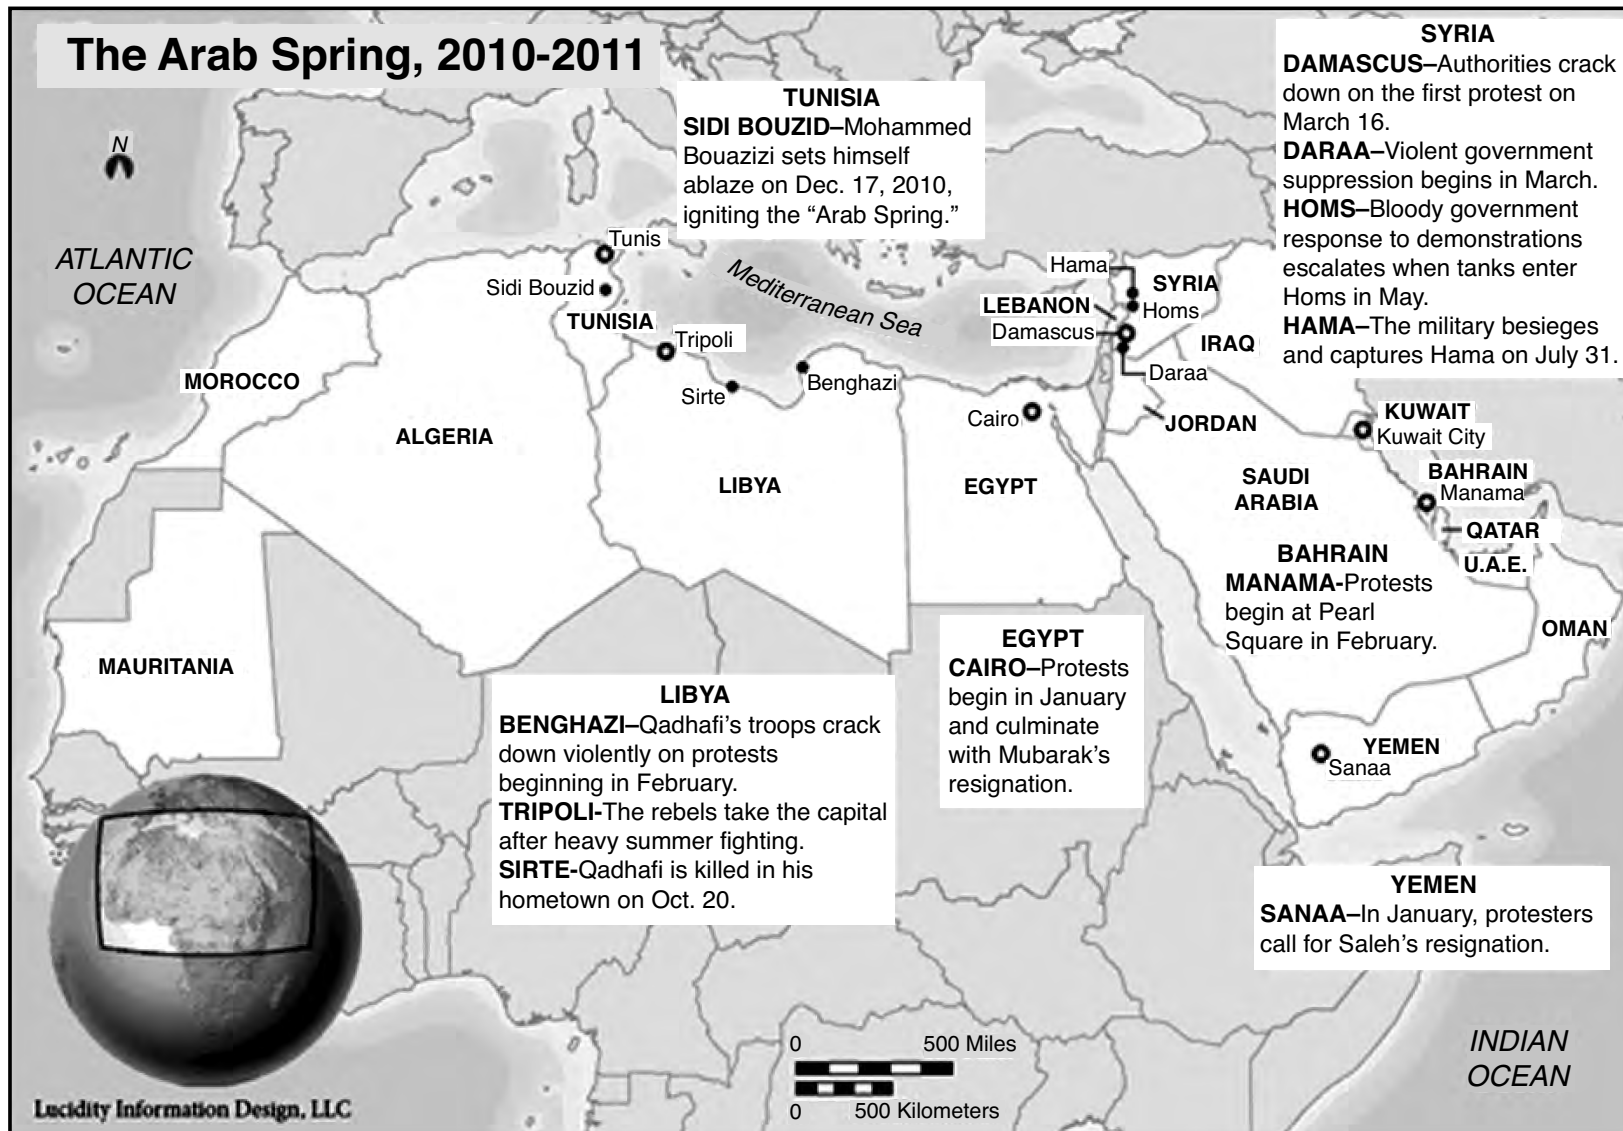 The Arab Spring, 2010-2011
N
ATLANTIC
OCEAN
TUNISIA
SIDI BOUZID–Mohammed
Bouazizi sets himself
ablaze on Dec. 17, 2010,
igniting the “Arab Spring.”
SYRIA
DAMASCUS–Authorities crack
down on the first protest on
March 16.
DARAA–Violent government
suppression begins in March.
HOMS–Bloody government
response to demonstrations
escalates when tanks enter
Homs in May.
HAMA–The military besieges
and captures Hama on July 31.
Tunis
Sidi Bouzid
TUNISIA
Tripoli
Sirte
Benghazi
Mediterranean Sea
Hama
SYRIA
LEBANON
Homs
Damascus
IRAQ
Daraa
Cairo
JORDAN
KUWAIT
Kuwait City
MOROCCO
ALGERIA
LIBYA
EGYPT
SAUDI
ARABIA
BAHRAIN
Manama
QATAR
U.A.E.
BAHRAIN
MANAMA-Protests
begin at Pearl
Square in February.
OMAN
MAURITANIA
EGYPT
CAIRO–Protests
begin in January
and culminate
with Mubarak’s
resignation.
LIBYA
BENGHAZI–Qadhafi’s troops crack
down violently on protests
beginning in February.
TRIPOLI-The rebels take the capital
after heavy summer fighting.
SIRTE-Qadhafi is killed in his
hometown on Oct. 20.
YEMEN
Sanaa
YEMEN
SANAA–In January, protesters
call for Saleh’s resignation.
0 500 Miles
0 500 Kilometers
INDIAN
OCEAN
Lucidity Information Design, LLC